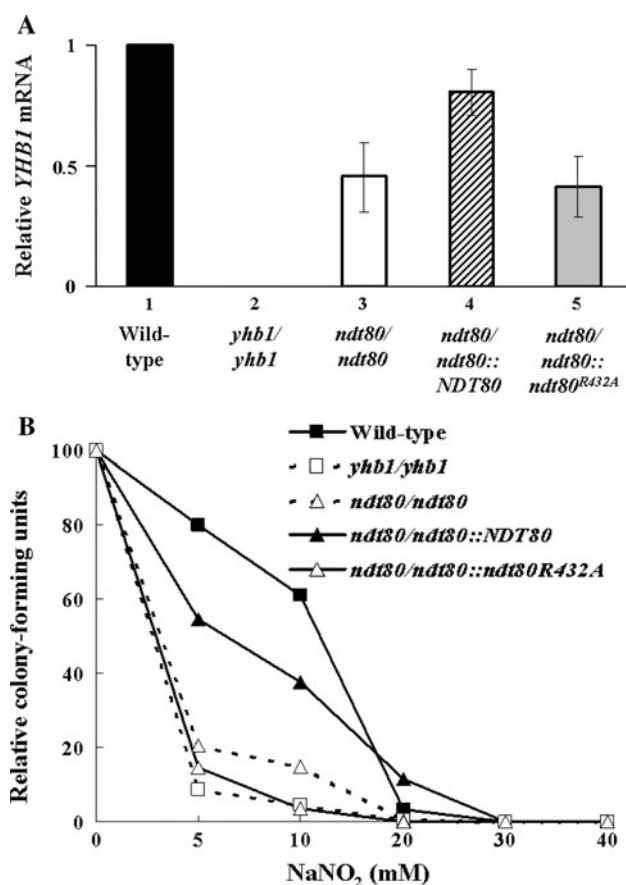 A
Relative YHB1 mRNA
1
0.5
0
1 2 3 4 5
Wild-type
yhb1/yhb1
ndt80/ndt80
ndt80/ndt80::NDT80
ndt80/ndt80::ndt80R432A
B
Relative colony-forming units
100
80
60
40
20
0
Wild-type
yhb1/yhb1
ndt80/ndt80
ndt80/ndt80::NDT80
ndt80/ndt80::ndt80R432A
0 5 10 20 30 40
NaNO₂ (mM)